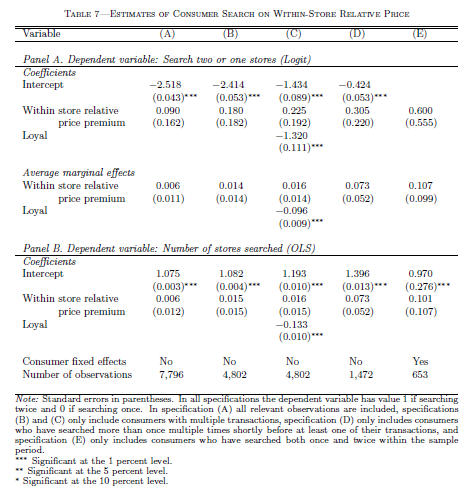 TABLE 7—ESTIMATES OF CONSUMER SEARCH ON WITHIN-STORE RELATIVE PRICE
Variable (A) (B) (C) (D) (E)
Panel A. Dependent variable: Search two or one stores (Logit)
Coefficients
Intercept −2.518 −2.414 −1.434 −0.424
(0.043)*** (0.053)*** (0.089)*** (0.053)***
Within store relative 0.090 0.180 0.225 0.305 0.600
price premium (0.162) (0.182) (0.192) (0.220) (0.555)
Loyal −1.320
(0.111)***
Average marginal effects
Within store relative 0.006 0.014 0.016 0.073 0.107
price premium (0.011) (0.014) (0.014) (0.052) (0.099)
Loyal −0.096
(0.009)***
Panel B. Dependent variable: Number of stores searched (OLS)
Coefficients
Intercept 1.075 1.082 1.193 1.396 0.970
(0.003)*** (0.004)*** (0.010)*** (0.013)*** (0.276)***
Within store relative 0.006 0.015 0.016 0.073 0.101
price premium (0.012) (0.015) (0.015) (0.052) (0.107)
Loyal −0.133
(0.010)***
Consumer fixed effects No No No No Yes
Number of observations 7,796 4,802 4,802 1,472 653
Note: Standard errors in parentheses. In all specifications the dependent variable has value 1 if searching
twice and 0 if searching once. In specification (A) all relevant observations are included, specifications
(B) and (C) only include consumers with multiple transactions, specification (D) only includes consumers
who have searched more than once multiple times shortly before at least one of their transactions, and
specification (E) only includes consumers who have searched both once and twice within the sample
period.
*** Significant at the 1 percent level.
** Significant at the 5 percent level.
* Significant at the 10 percent level.